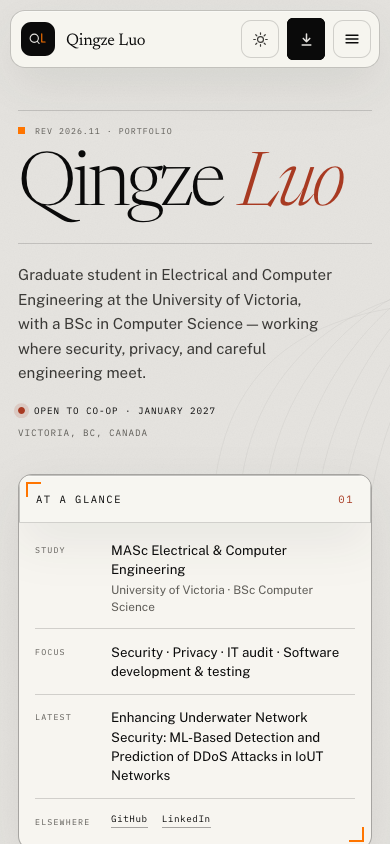 QL Qingze Luo
REV 2026.11 · PORTFOLIO
Qingze Luo
Graduate student in Electrical and Computer
Engineering at the University of Victoria,
with a BSc in Computer Science — working
where security, privacy, and careful
engineering meet.
OPEN TO CO-OP · JANUARY 2027
VICTORIA, BC, CANADA
AT A GLANCE 01
STUDY MASc Electrical & Computer
Engineering
University of Victoria · BSc Computer
Science
FOCUS Security · Privacy · IT audit · Software
development & testing
LATEST Enhancing Underwater Network
Security: ML-Based Detection and
Prediction of DDoS Attacks in IoUT
Networks
ELSEWHERE GitHub LinkedIn